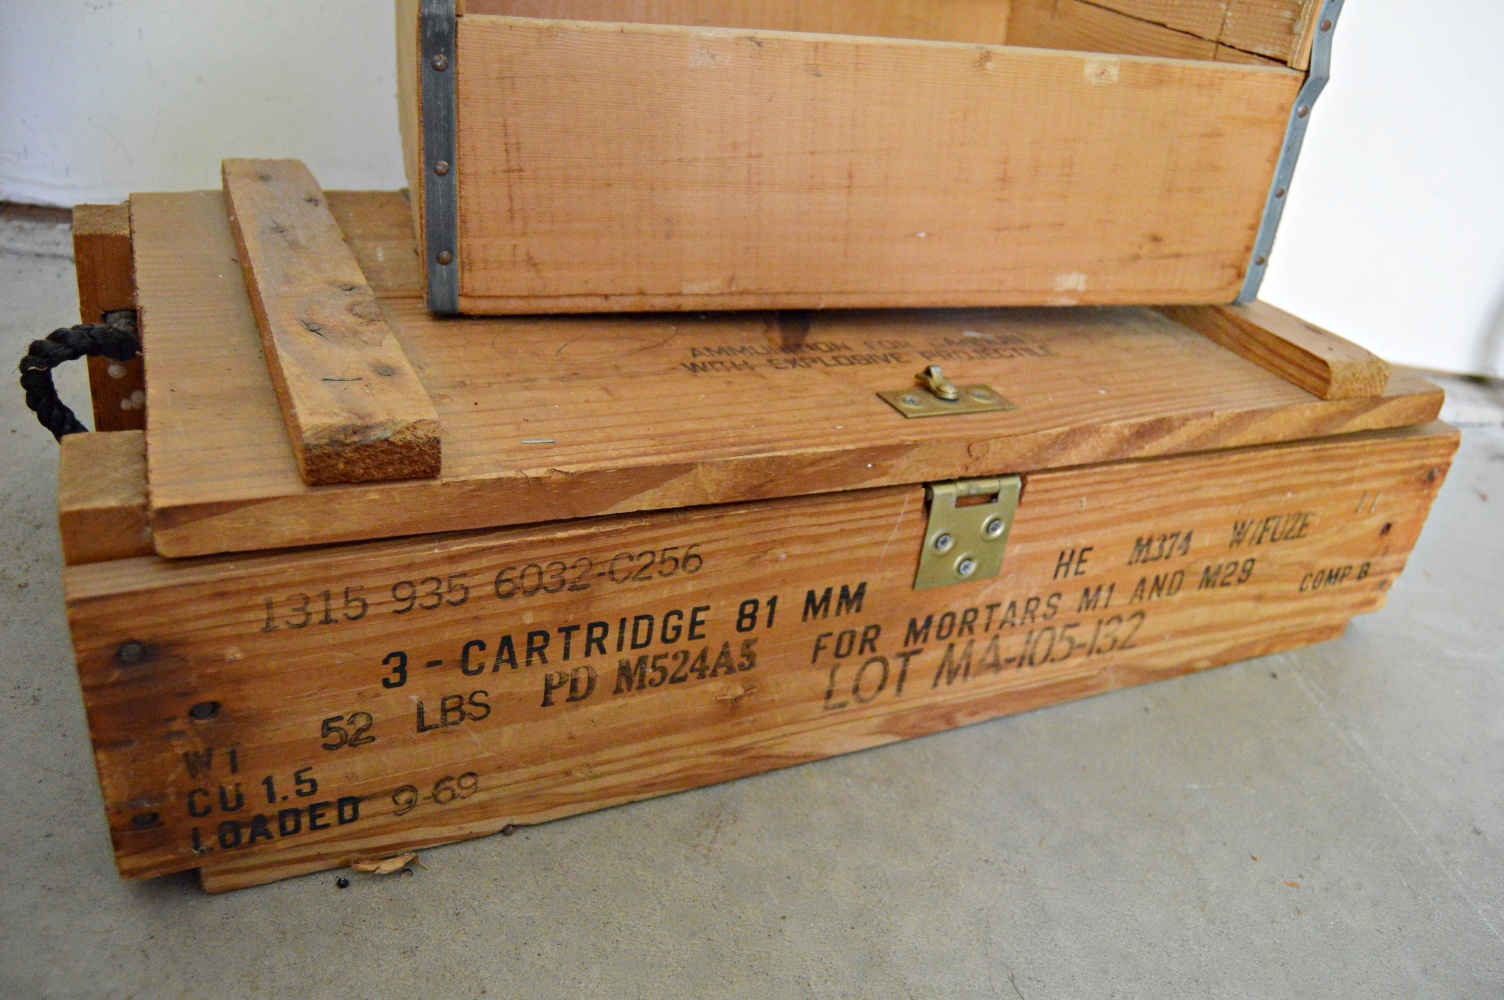 AMMUNITION FOR CANNON
WITH EXPLOSIVE PROJECTILE
1315 935 6032-C256
3 - CARTRIDGE 81 MM HE M374 W/FUZE
PD M524A5 FOR MORTARS M1 AND M29 COMP B
WT 52 LBS LOT MA-105-132
CU 1.5
LOADED 9-69